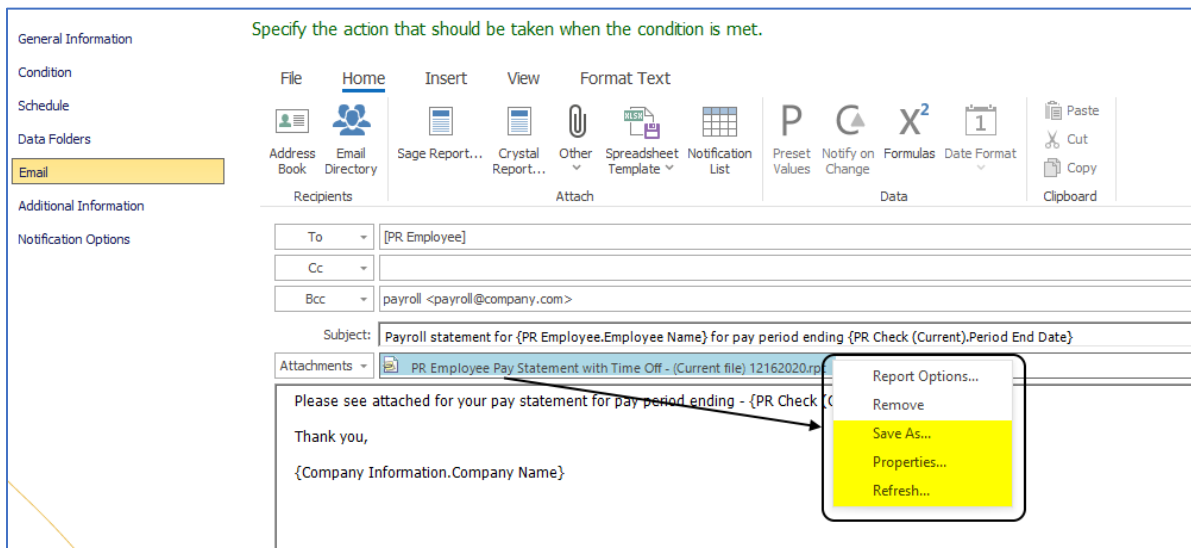 General Information
Condition
Schedule
Data Folders
Email
Additional Information
Notification Options
Specify the action that should be taken when the condition is met.
File Home Insert View Format Text
Address Book
Email Directory
Recipients
Sage Report...
Crystal Report...
Other
XLSX
Spreadsheet Template
Notification List
Attach
P
Preset Values
Notify on Change
X²
Formulas
1
Date Format
Data
Paste
Cut
Copy
Clipboard
To [PR Employee]
Cc
Bcc payroll <payroll@company.com>
Subject: Payroll statement for {PR Employee.Employee Name} for pay period ending {PR Check (Current).Period End Date}
Attachments PR Employee Pay Statement with Time Off - (Current file) 12162020.rpt
Please see attached for your pay statement for pay period ending - {PR Check
Thank you,
{Company Information.Company Name}
Report Options...
Remove
Save As...
Properties...
Refresh...